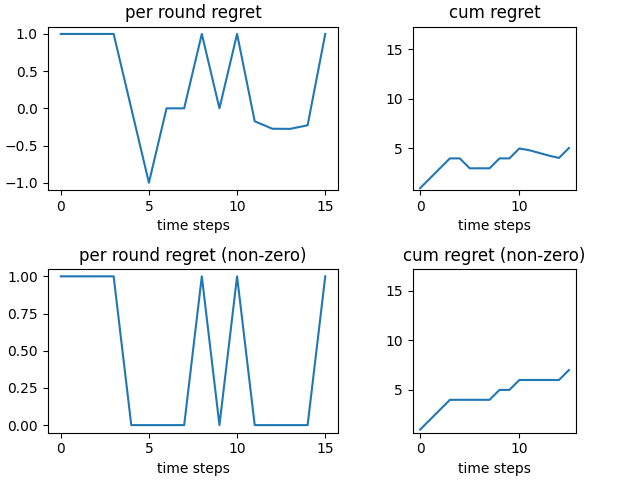 per round regret
cum regret
1.0
0.5
0.0
−0.5
−1.0
0 5 10 15
time steps
15
10
5
0 10
time steps
per round regret (non-zero)
cum regret (non-zero)
1.00
0.75
0.50
0.25
0.00
0 5 10 15
time steps
15
10
5
0 10
time steps